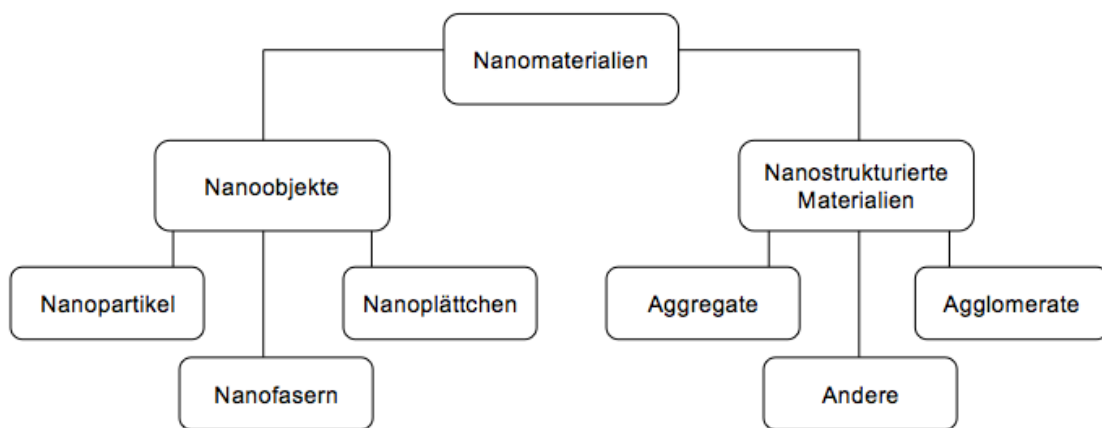 Nanomaterialien
Nanoobjekte
Nanostrukturierte
Materialien
Nanopartikel
Nanoplättchen
Aggregate
Agglomerate
Nanofasern
Andere